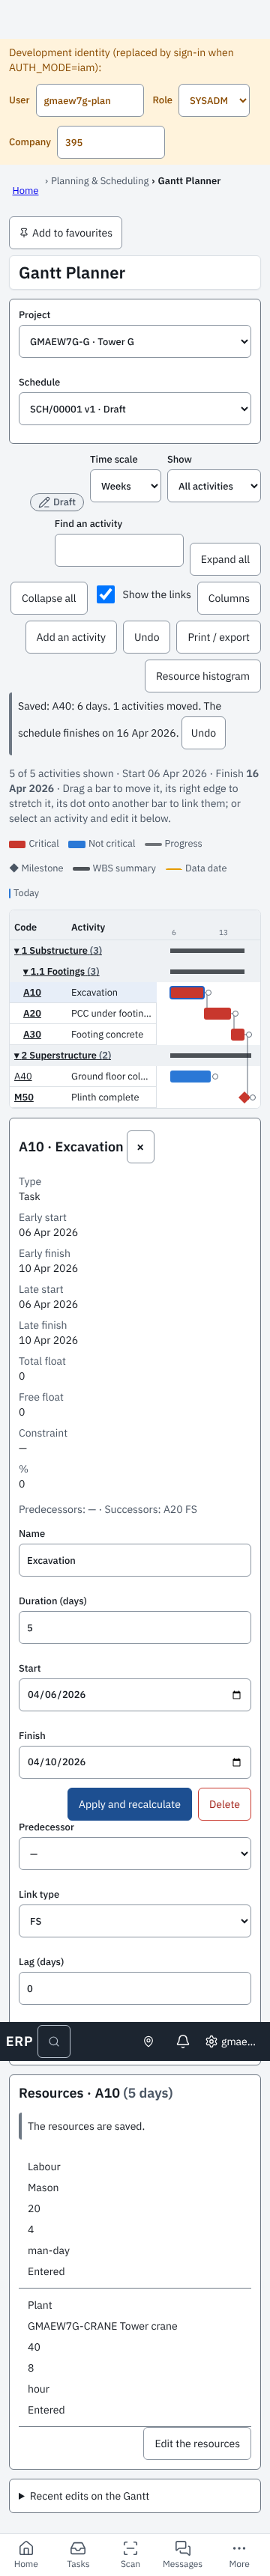 Development identity (replaced by sign-in when
AUTH_MODE=iam):
User gmaew7g-plan Role SYSADM
Company 395
Home › Planning & Scheduling › Gantt Planner
Add to favourites
Gantt Planner
Project
GMAEW7G-G · Tower G
Schedule
SCH/00001 v1 · Draft
Time scale Show
Draft Weeks All activities
Find an activity
Expand all
Collapse all Show the links Columns
Add an activity Undo Print / export
Resource histogram
Saved: A40: 6 days. 1 activities moved. The
schedule finishes on 16 Apr 2026. Undo
5 of 5 activities shown · Start 06 Apr 2026 · Finish 16
Apr 2026 · Drag a bar to move it, its right edge to
stretch it, its dot onto another bar to link them; or
select an activity and edit it below.
Critical Not critical Progress
Milestone WBS summary Data date
Today
Code Activity 6 13
▾ 1 Substructure (3)
▾ 1.1 Footings (3)
A10 Excavation
A20 PCC under footin...
A30 Footing concrete
▾ 2 Superstructure (2)
A40 Ground floor col...
M50 Plinth complete
A10 · Excavation ×
Type
Task
Early start
06 Apr 2026
Early finish
10 Apr 2026
Late start
06 Apr 2026
Late finish
10 Apr 2026
Total float
0
Free float
0
Constraint
—
%
0
Predecessors: — · Successors: A20 FS
Name
Excavation
Duration (days)
5
Start
04/06/2026
Finish
04/10/2026
Apply and recalculate Delete
Predecessor
—
Link type
FS
Lag (days)
0
ERP gmae...
Resources · A10 (5 days)
The resources are saved.
Labour
Mason
20
4
man-day
Entered
Plant
GMAEW7G-CRANE Tower crane
40
8
hour
Entered
Edit the resources
▶ Recent edits on the Gantt
Home Tasks Scan Messages More